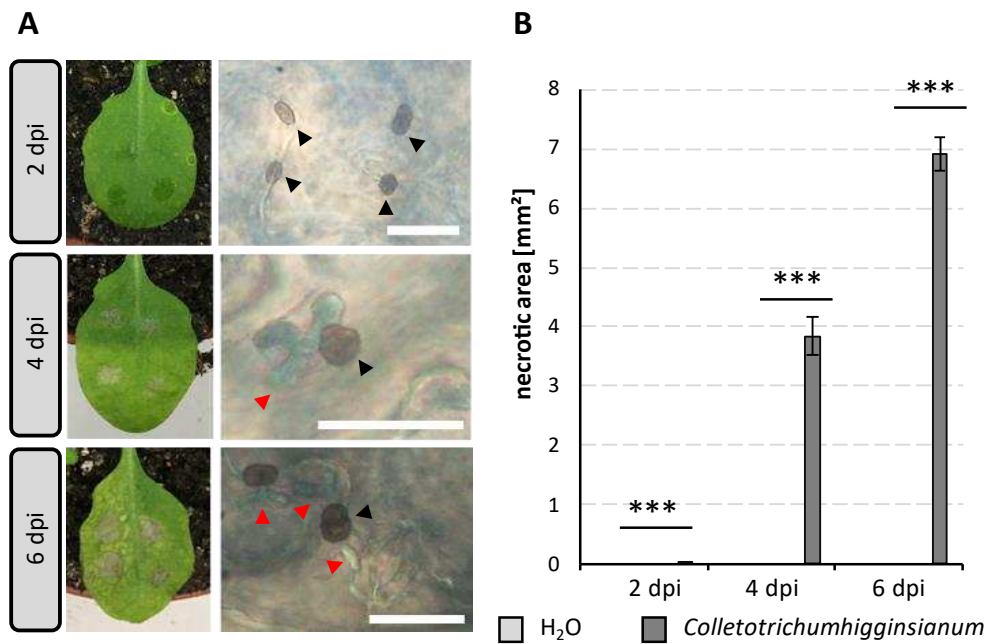 A
B
2 dpi
4 dpi
6 dpi
necrotic area [mm²]
8
7
6
5
4
3
2
1
0
***
***
***
2 dpi
4 dpi
6 dpi
H₂O
Colletotrichumhigginsianum